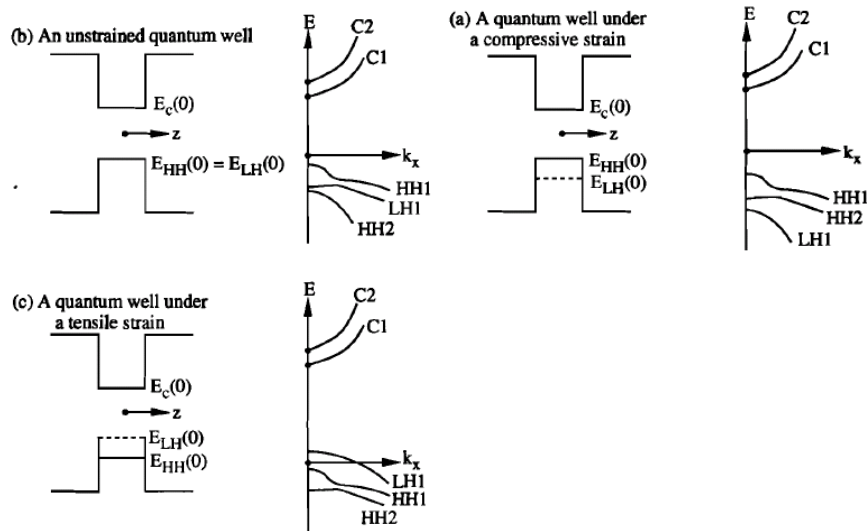 (b) An unstrained quantum well
E_c(0)
z
E_HH(0) = E_LH(0)
E
C2
C1
k_x
HH1
LH1
HH2
(a) A quantum well under
a compressive strain
E_c(0)
z
E_HH(0)
E_LH(0)
E
C2
C1
k_x
HH1
HH2
LH1
(c) A quantum well under
a tensile strain
E_c(0)
z
E_LH(0)
E_HH(0)
E
C2
C1
k_x
LH1
HH1
HH2